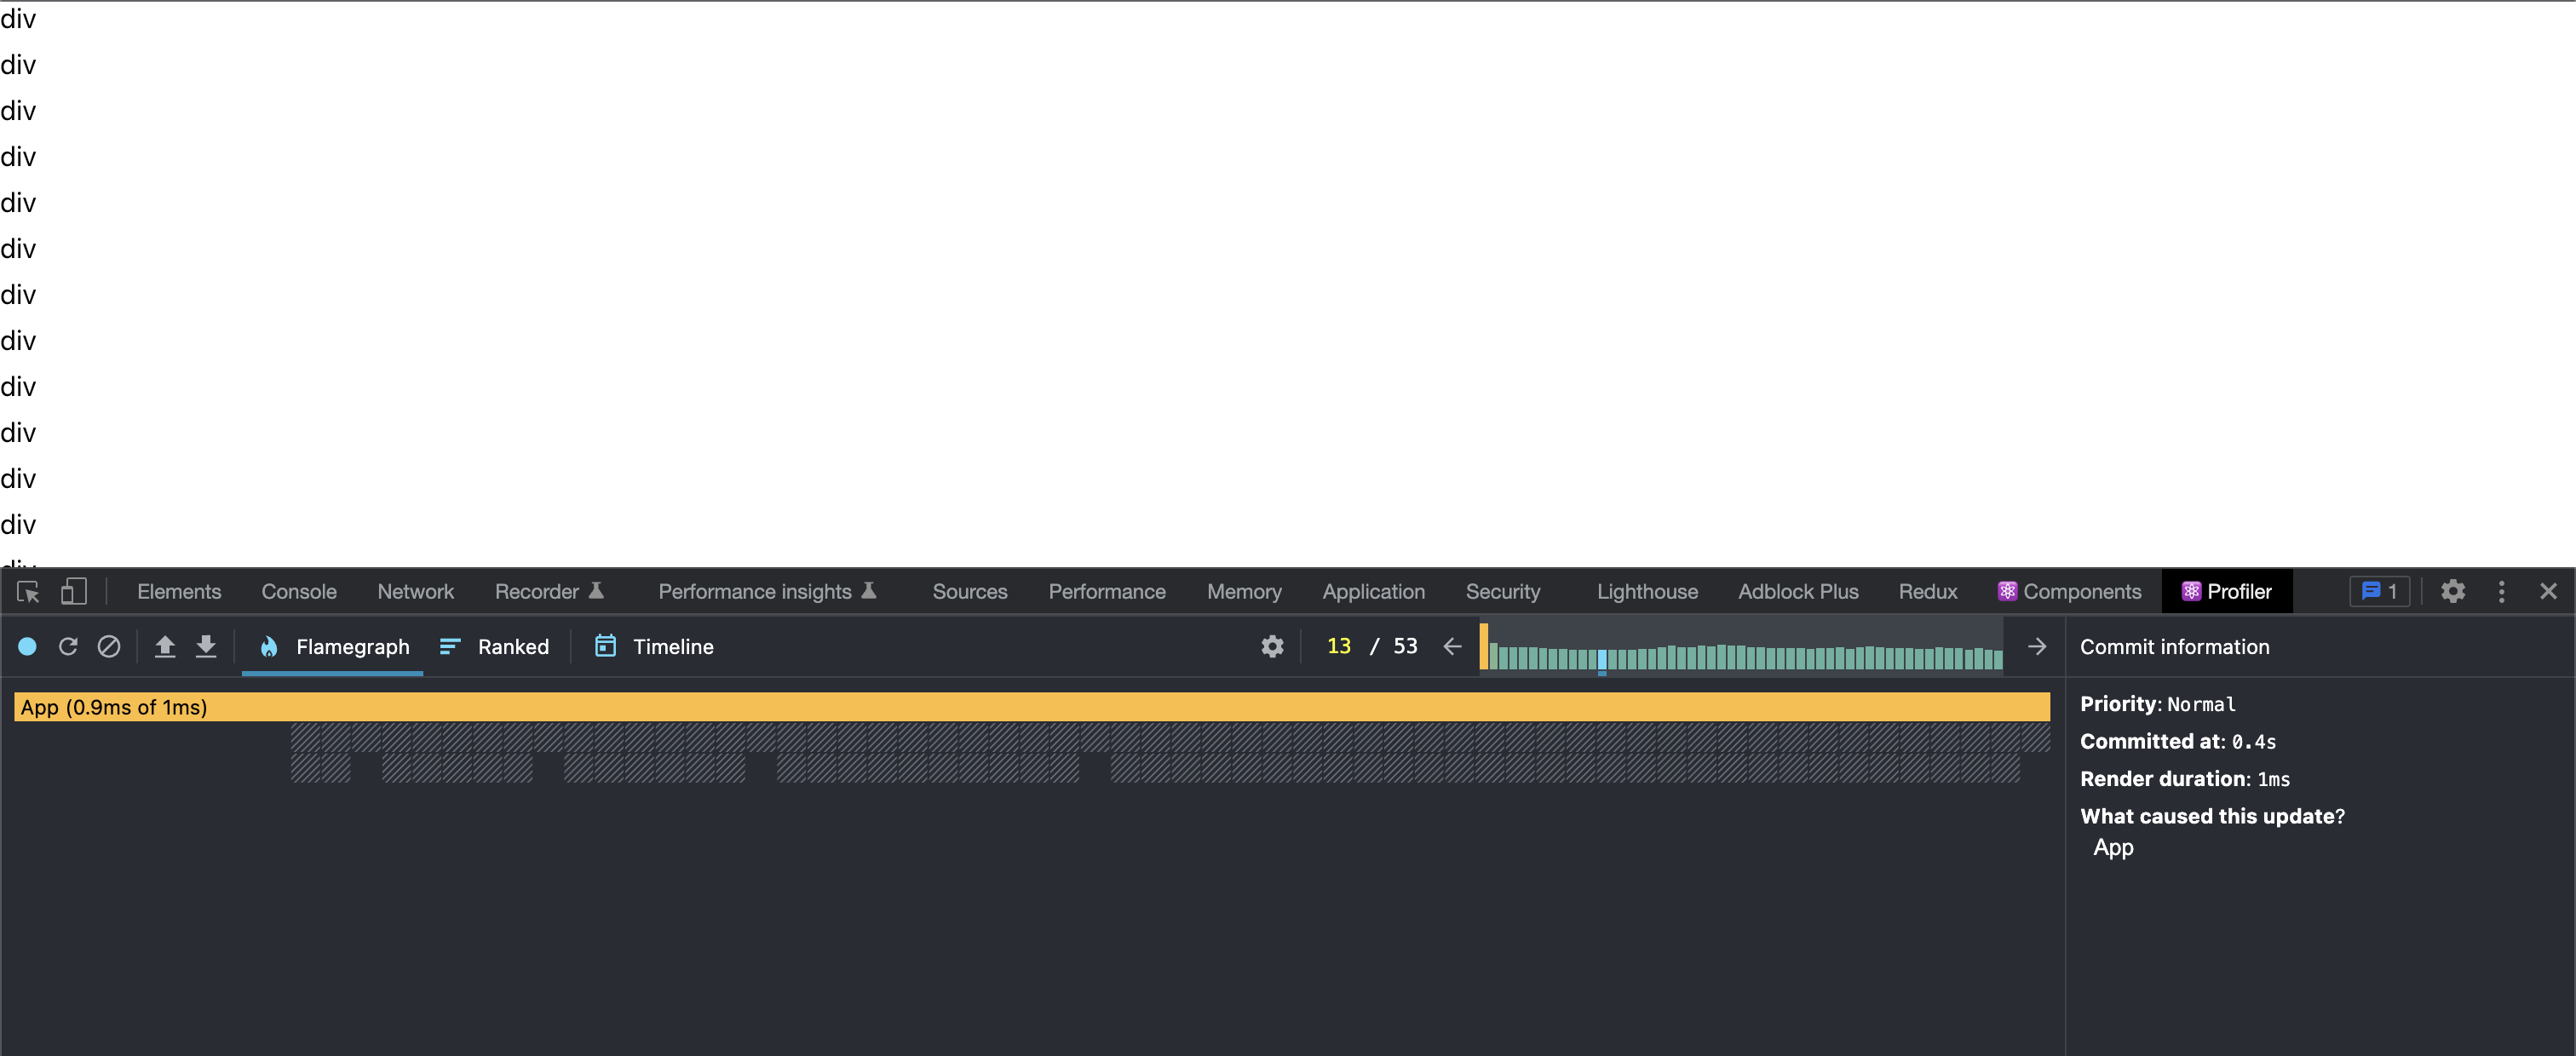 div
div
div
div
div
div
div
div
div
div
div
div
div
Elements Console Network Recorder Performance insights Sources Performance Memory Application Security Lighthouse Adblock Plus Redux Components Profiler 1
Flamegraph Ranked Timeline 13 / 53 Commit information
App (0.9ms of 1ms)
Priority: Normal
Committed at: 0.4s
Render duration: 1ms
What caused this update?
App